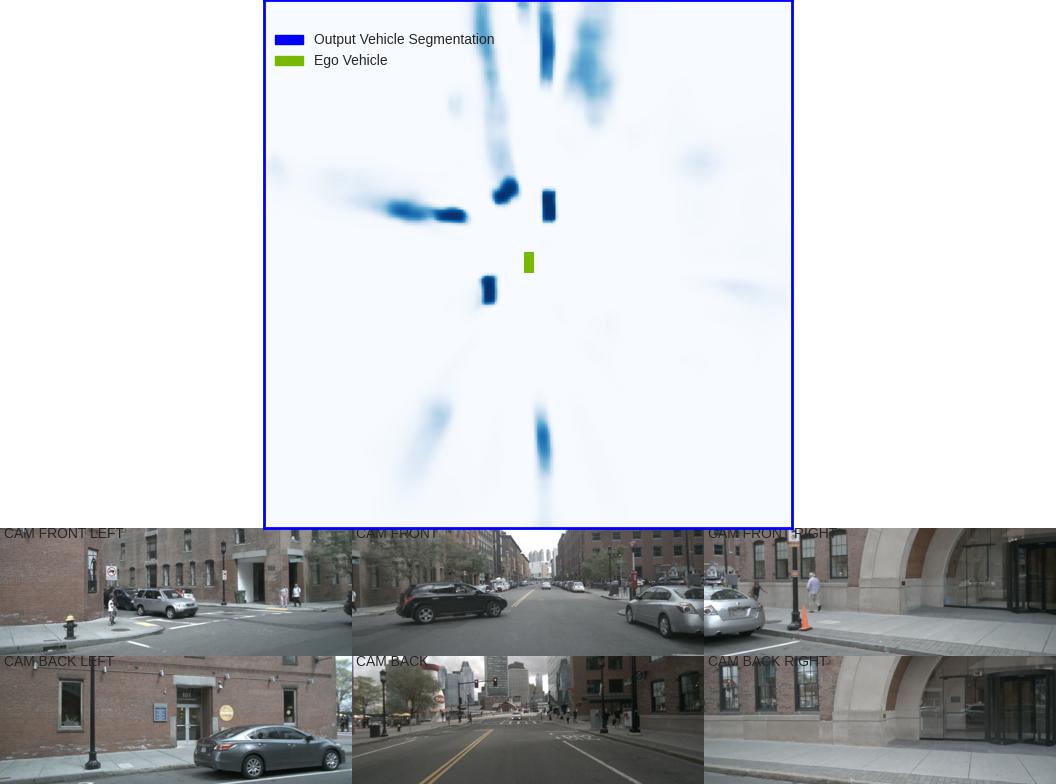 Output Vehicle Segmentation
Ego Vehicle
CAM FRONT LEFT
CAM FRONT
CAM FRONT RIGHT
CAM BACK LEFT
CAM BACK
CAM BACK RIGHT